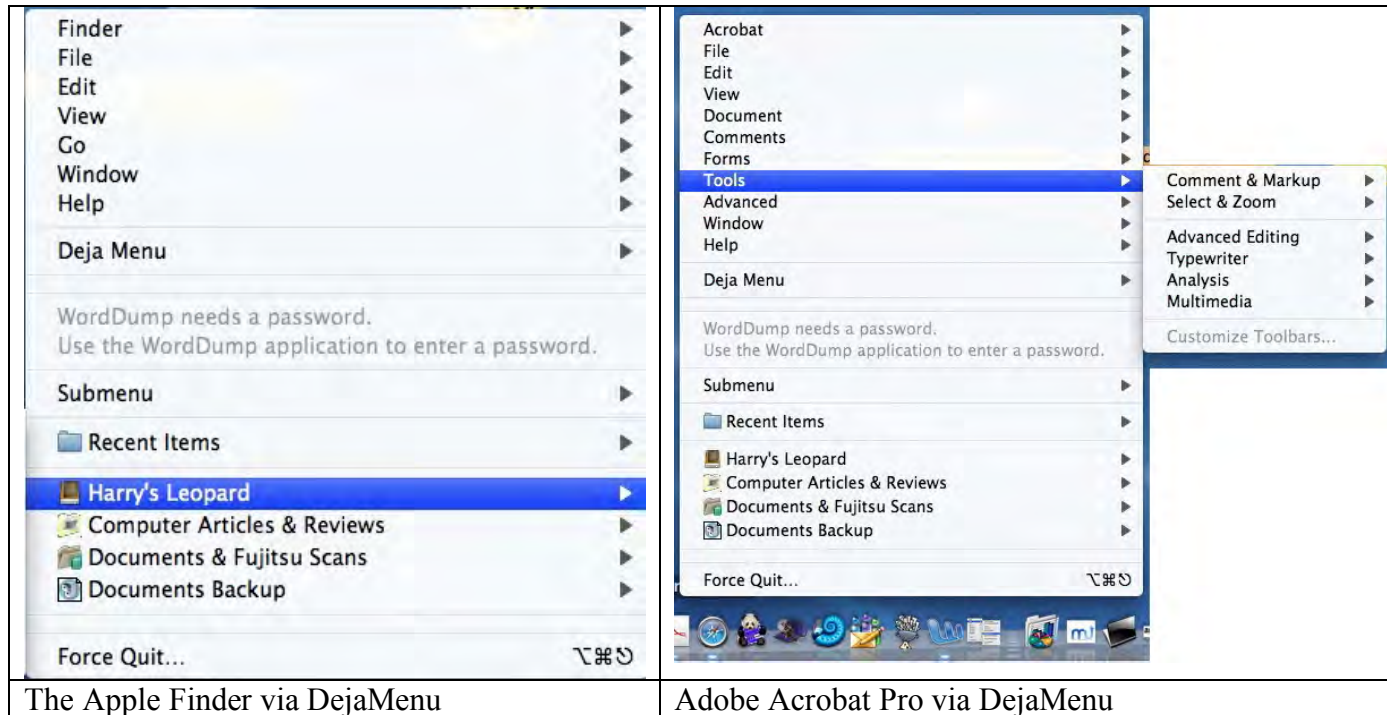 Finder
File
Edit
View
Go
Window
Help
Deja Menu
WordDump needs a password.
Use the WordDump application to enter a password.
Submenu
Recent Items
Harry's Leopard
Computer Articles & Reviews
Documents & Fujitsu Scans
Documents Backup
Force Quit... ⌥⌘⎋
The Apple Finder via DejaMenu
Acrobat
File
Edit
View
Document
Comments
Forms
Tools
Advanced
Window
Help
Deja Menu
WordDump needs a password.
Use the WordDump application to enter a password.
Submenu
Recent Items
Harry's Leopard
Computer Articles & Reviews
Documents & Fujitsu Scans
Documents Backup
Force Quit... ⌥⌘⎋
Comment & Markup
Select & Zoom
Advanced Editing
Typewriter
Analysis
Multimedia
Customize Toolbars...
Adobe Acrobat Pro via DejaMenu